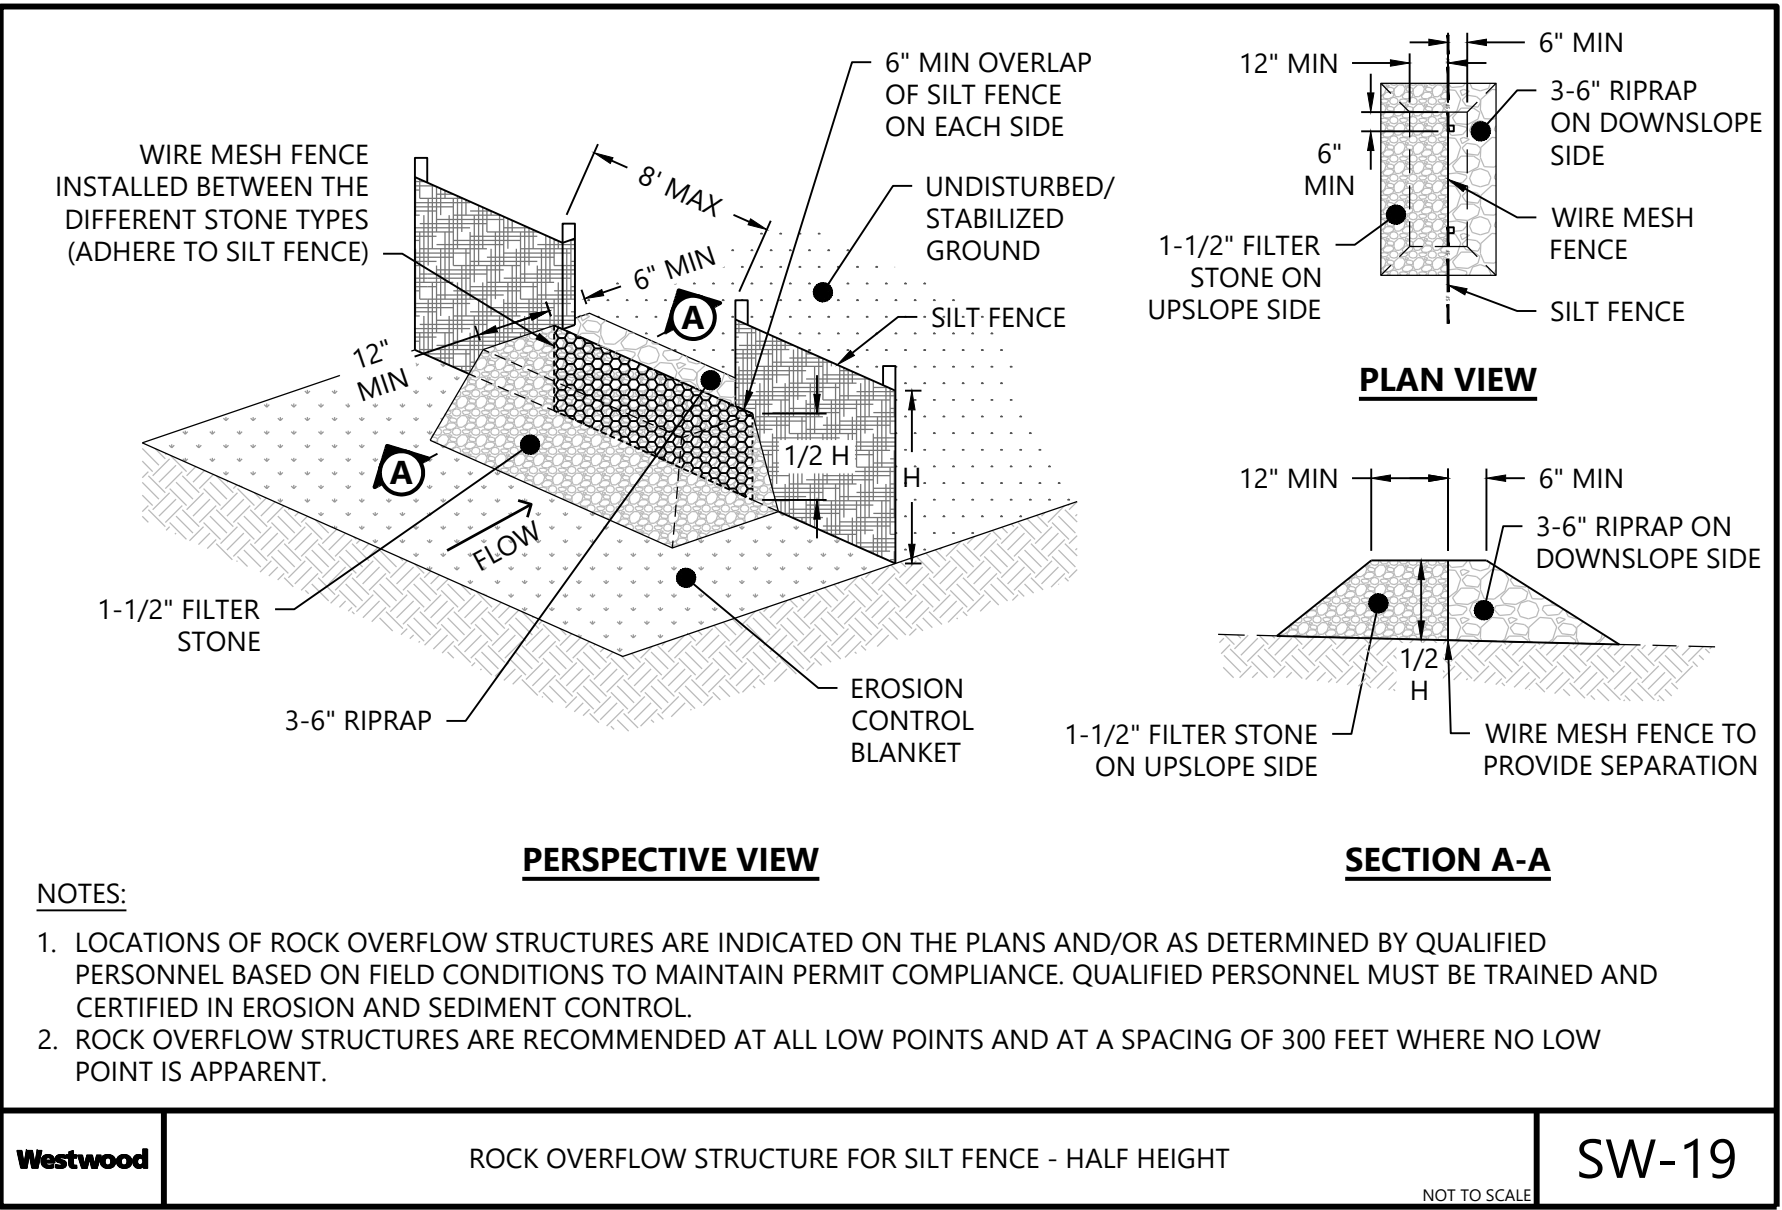 WIRE MESH FENCE
INSTALLED BETWEEN THE
DIFFERENT STONE TYPES
(ADHERE TO SILT FENCE)
8' MAX
6" MIN
12"
MIN
6" MIN OVERLAP
OF SILT FENCE
ON EACH SIDE
UNDISTURBED/
STABILIZED
GROUND
SILT FENCE
A
A
1/2 H
H
FLOW
1-1/2" FILTER
STONE
3-6" RIPRAP
EROSION
CONTROL
BLANKET
PERSPECTIVE VIEW
12" MIN
6" MIN
3-6" RIPRAP
ON DOWNSLOPE
SIDE
6"
MIN
1-1/2" FILTER
STONE ON
UPSLOPE SIDE
WIRE MESH
FENCE
SILT FENCE
PLAN VIEW
12" MIN
6" MIN
3-6" RIPRAP ON
DOWNSLOPE SIDE
1/2
H
1-1/2" FILTER STONE
ON UPSLOPE SIDE
WIRE MESH FENCE TO
PROVIDE SEPARATION
SECTION A-A
NOTES:
1. LOCATIONS OF ROCK OVERFLOW STRUCTURES ARE INDICATED ON THE PLANS AND/OR AS DETERMINED BY QUALIFIED
PERSONNEL BASED ON FIELD CONDITIONS TO MAINTAIN PERMIT COMPLIANCE. QUALIFIED PERSONNEL MUST BE TRAINED AND
CERTIFIED IN EROSION AND SEDIMENT CONTROL.
2. ROCK OVERFLOW STRUCTURES ARE RECOMMENDED AT ALL LOW POINTS AND AT A SPACING OF 300 FEET WHERE NO LOW
POINT IS APPARENT.
Westwood
ROCK OVERFLOW STRUCTURE FOR SILT FENCE - HALF HEIGHT
NOT TO SCALE
SW-19